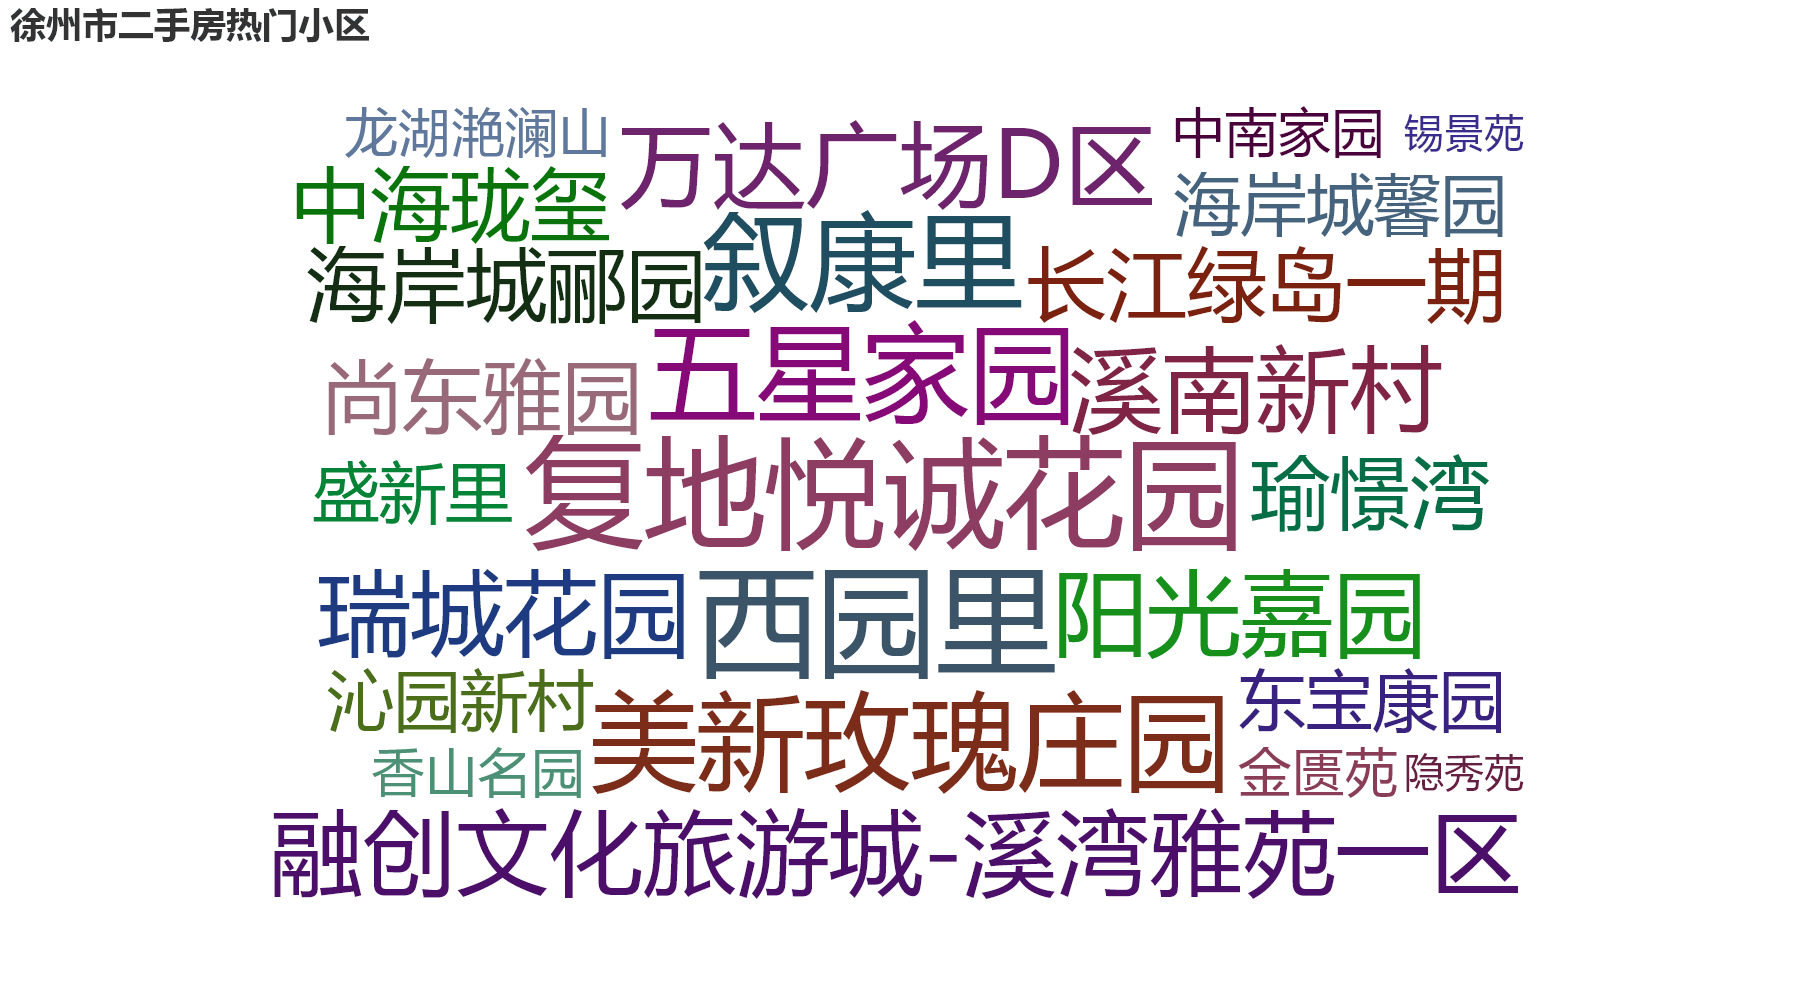 徐州市二手房热门小区
龙湖滟澜山
万达广场D区
中南家园
锡景苑
中海珑玺
海岸城馨园
海岸城郦园
叙康里
长江绿岛一期
尚东雅园
五星家园
溪南新村
盛新里
复地悦诚花园
瑜憬湾
瑞城花园
西园里
阳光嘉园
沁园新村
美新玫瑰庄园
东宝康园
香山名园
金匮苑
隐秀苑
融创文化旅游城-溪湾雅苑一区